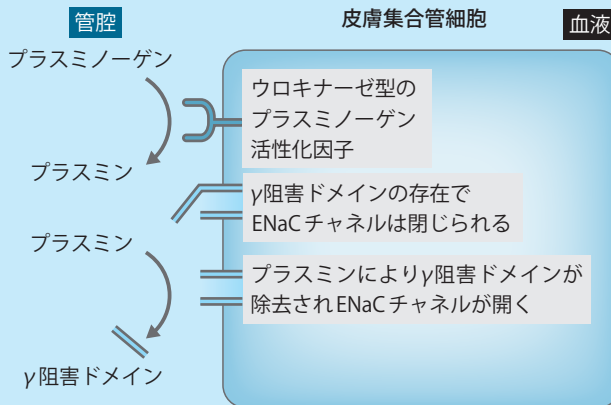 管腔
皮膚集合管細胞
血液
プラスミノーゲン
ウロキナーゼ型の
プラスミノーゲン
活性化因子
プラスミン
γ阻害ドメインの存在で
ENaCチャネルは閉じられる
プラスミン
プラスミンによりγ阻害ドメインが
除去されENaCチャネルが開く
γ阻害ドメイン